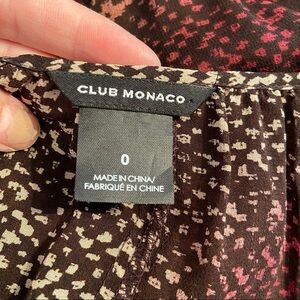 CLUB MONACO
0
MADE IN CHINA/
FABRIQUÉ EN CHINE